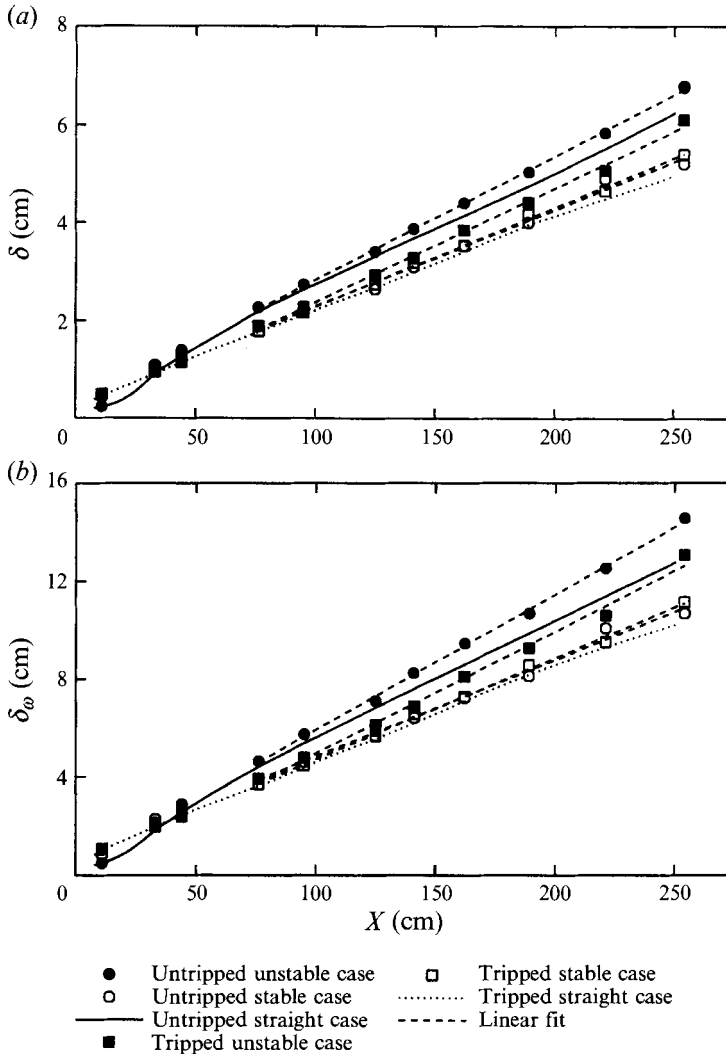 (a)
8
6
δ (cm)
4
2
0 50 100 150 200 250
(b)
16
12
δω (cm)
8
4
0 50 100 150 200 250
X (cm)
Untripped unstable case
Untripped stable case
Untripped straight case
Tripped unstable case
Tripped stable case
Tripped straight case
Linear fit